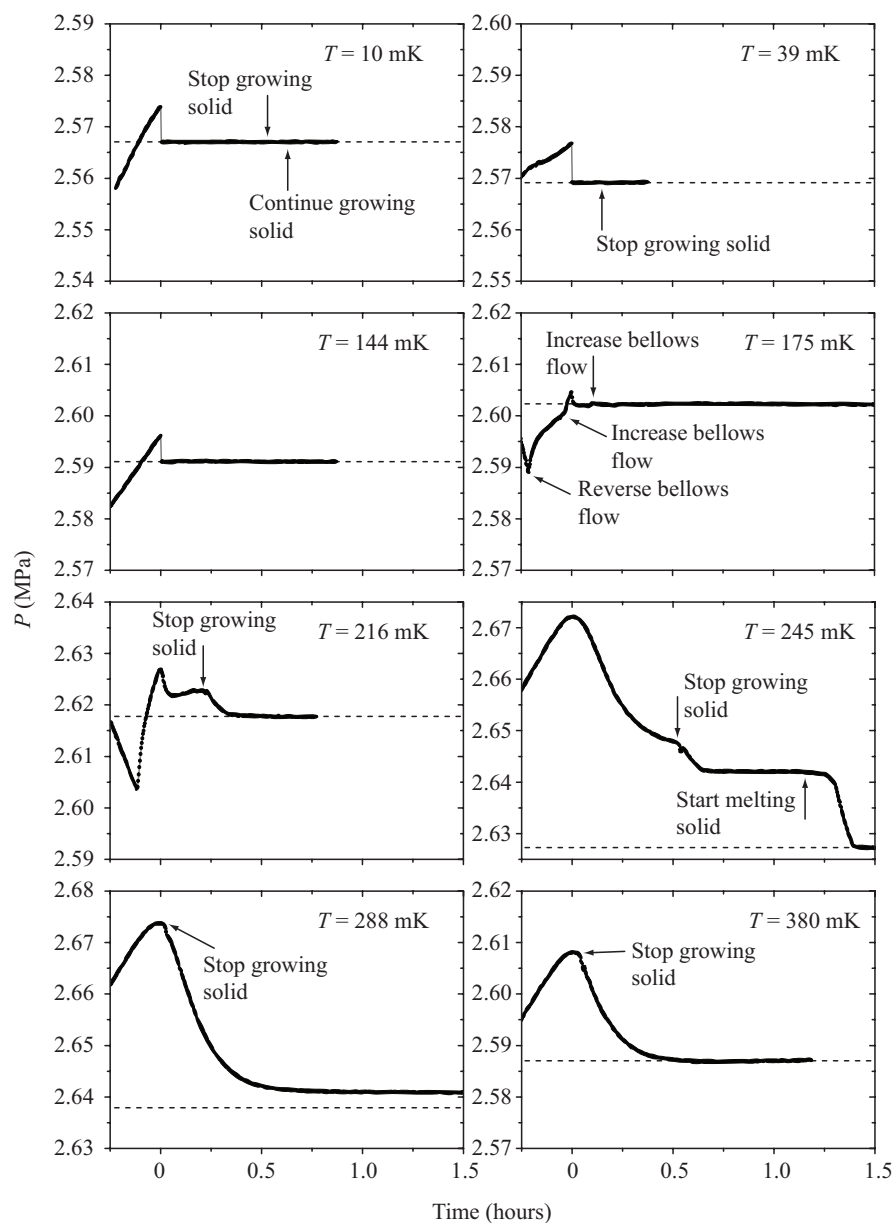 2.59
2.58
2.57
2.56
2.55
2.54
T = 10 mK
Stop growing
solid
Continue growing
solid
2.60
2.59
2.58
2.57
2.56
2.55
T = 39 mK
Stop growing solid
2.62
2.61
2.60
2.59
2.58
2.57
T = 144 mK
2.62
2.61
2.60
2.59
2.58
2.57
T = 175 mK
Increase bellows
flow
Increase bellows
flow
Reverse bellows
flow
P (MPa)
2.64
2.63
2.62
2.61
2.60
2.59
T = 216 mK
Stop growing
solid
2.67
2.66
2.65
2.64
2.63
T = 245 mK
Stop growing
solid
Start melting
solid
2.68
2.67
2.66
2.65
2.64
2.63
T = 288 mK
Stop growing
solid
0 0.5 1.0 1.5
2.62
2.61
2.60
2.59
2.58
2.57
T = 380 mK
Stop growing
solid
0 0.5 1.0 1.5
Time (hours)